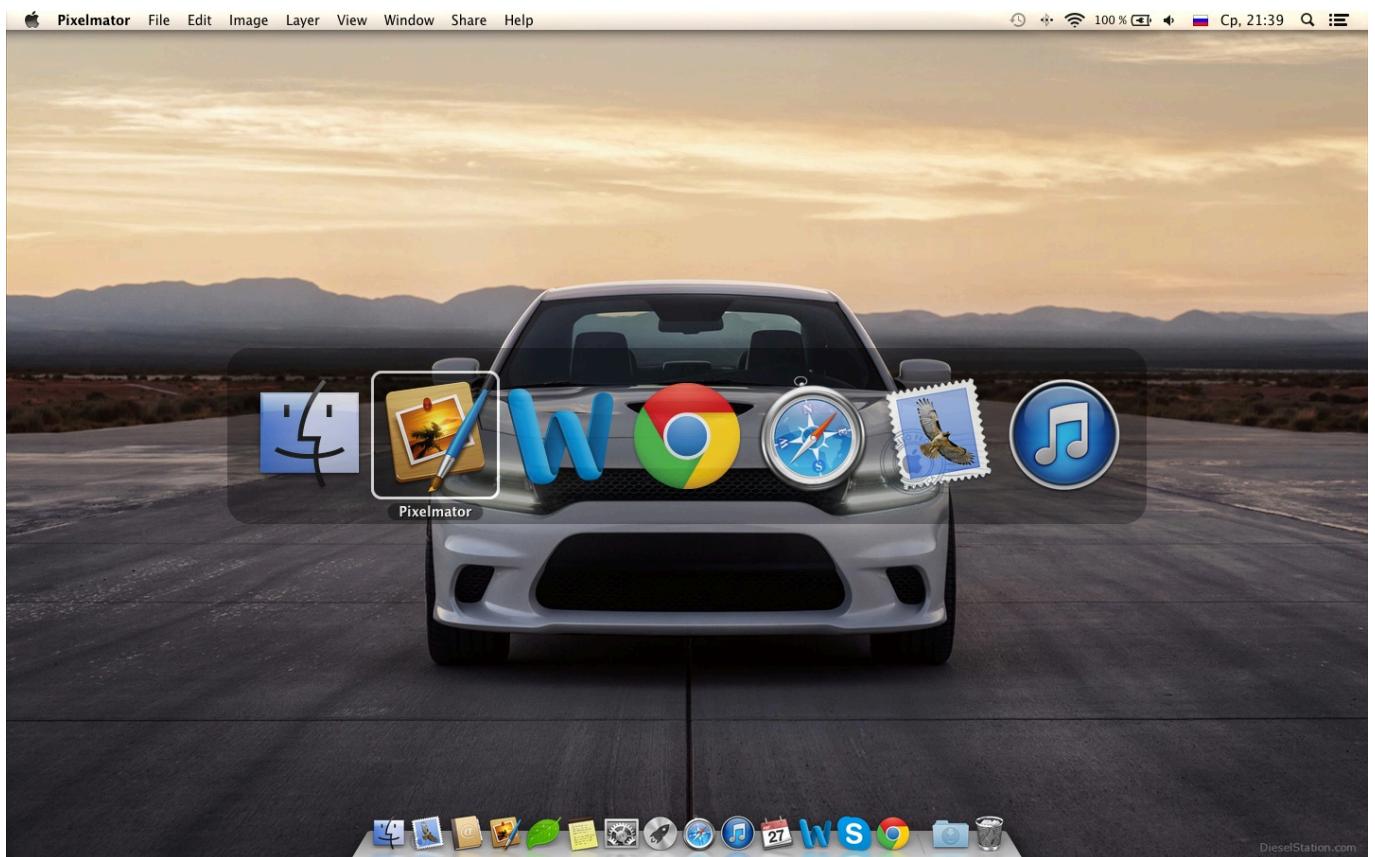 Pixelmator File Edit Image Layer View Window Share Help 100 % Ср, 21:39
Pixelmator
27
DieselStation.com